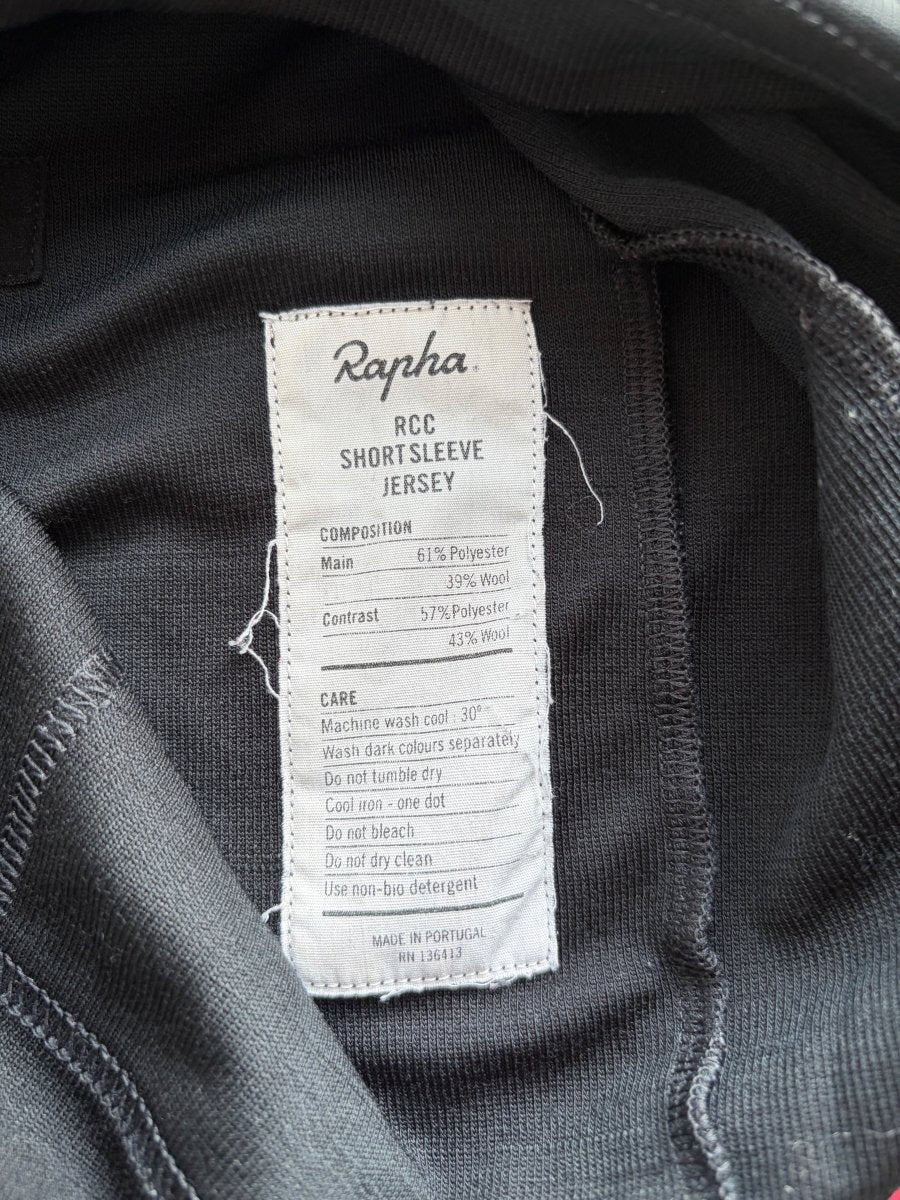 Rapha.
RCC
SHORT SLEEVE
JERSEY
COMPOSITION
Main 61% Polyester
39% Wool
Contrast 57% Polyester
43% Wool
CARE
Machine wash cool : 30°
Wash dark colours separately
Do not tumble dry
Cool iron - one dot
Do not bleach
Do not dry clean
Use non-bio detergent
MADE IN PORTUGAL
RN 136413